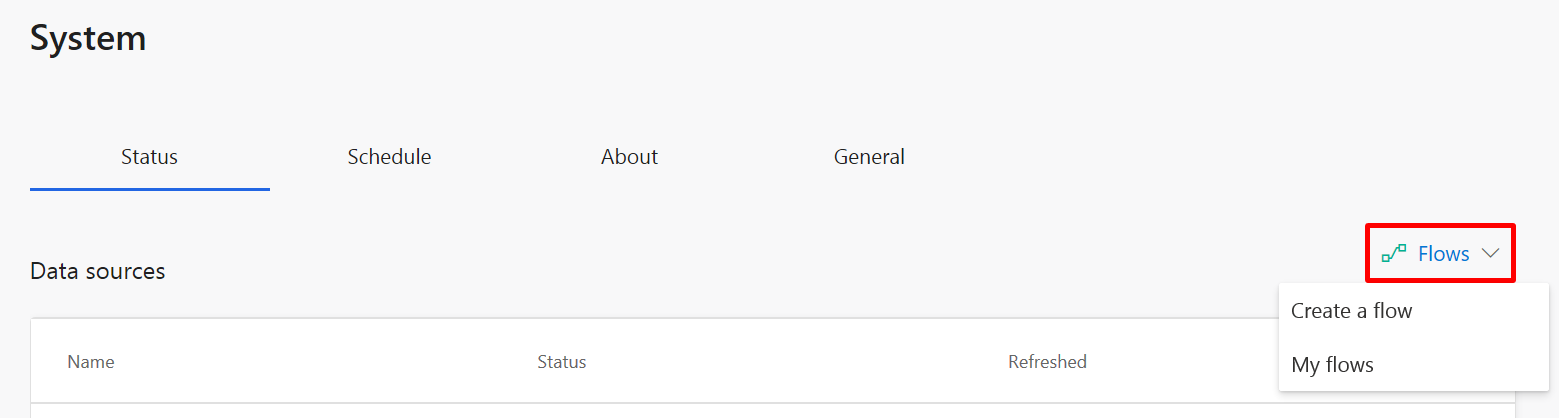 System
Status Schedule About General
Flows
Data sources
Create a flow
Name Status Refreshed
My flows